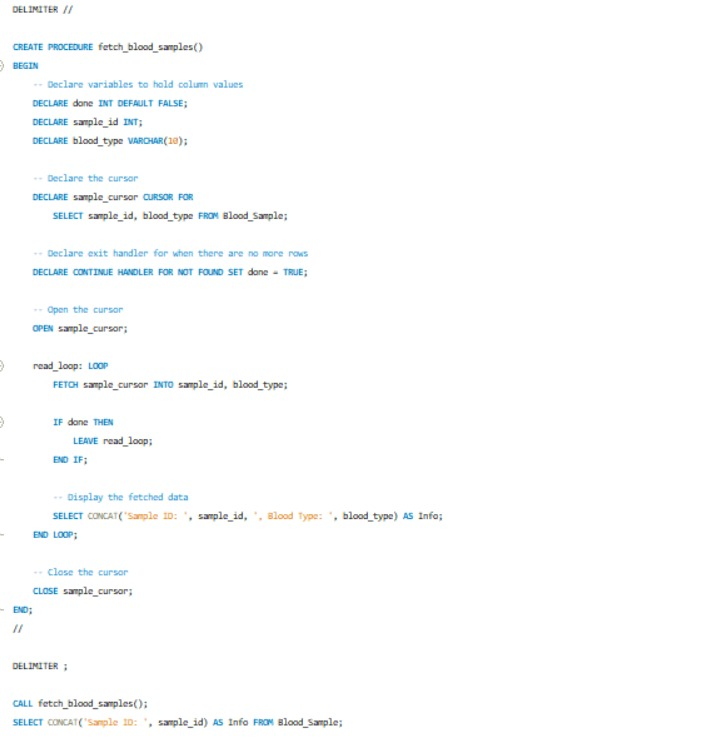 DELIMITER //
CREATE PROCEDURE fetch_blood_samples()
BEGIN
-- Declare variables to hold column values
DECLARE done INT DEFAULT FALSE;
DECLARE sample_id INT;
DECLARE blood_type VARCHAR(10);
-- Declare the cursor
DECLARE sample_cursor CURSOR FOR
SELECT sample_id, blood_type FROM Blood_Sample;
-- Declare exit handler for when there are no more rows
DECLARE CONTINUE HANDLER FOR NOT FOUND SET done = TRUE;
-- Open the cursor
OPEN sample_cursor;
read_loop: LOOP
FETCH sample_cursor INTO sample_id, blood_type;
IF done THEN
LEAVE read_loop;
END IF;
-- Display the fetched data
SELECT CONCAT('Sample ID: ', sample_id, ', Blood Type: ', blood_type) AS Info;
END LOOP;
-- Close the cursor
CLOSE sample_cursor;
END;
//
DELIMITER ;
CALL fetch_blood_samples();
SELECT CONCAT('Sample ID: ', sample_id) AS Info FROM Blood_Sample;